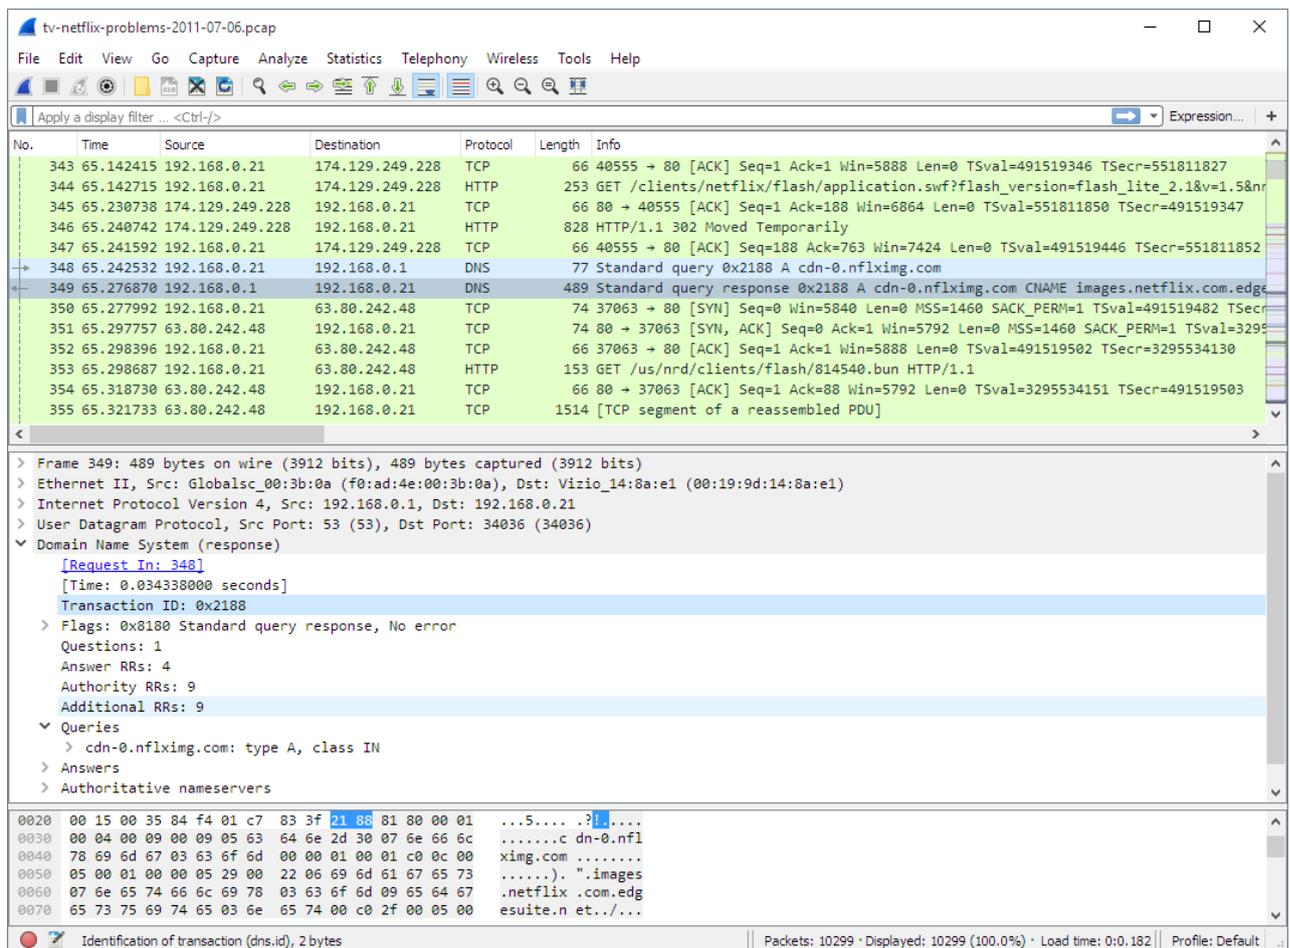 tv-netflix-problems-2011-07-06.pcap
File Edit View Go Capture Analyze Statistics Telephony Wireless Tools Help
Apply a display filter ... <Ctrl-/> Expression... +
No. Time Source Destination Protocol Length Info
343 65.142415 192.168.0.21 174.129.249.228 TCP 66 40555 → 80 [ACK] Seq=1 Ack=1 Win=5888 Len=0 TSval=491519346 TSecr=551811827
344 65.142715 192.168.0.21 174.129.249.228 HTTP 253 GET /clients/netflix/flash/application.swf?flash_version=flash_lite_2.1&v=1.5&nr
345 65.230738 174.129.249.228 192.168.0.21 TCP 66 80 → 40555 [ACK] Seq=1 Ack=188 Win=6864 Len=0 TSval=551811850 TSecr=491519347
346 65.240742 174.129.249.228 192.168.0.21 HTTP 828 HTTP/1.1 302 Moved Temporarily
347 65.241592 192.168.0.21 174.129.249.228 TCP 66 40555 → 80 [ACK] Seq=188 Ack=763 Win=7424 Len=0 TSval=491519446 TSecr=551811852
348 65.242532 192.168.0.21 192.168.0.1 DNS 77 Standard query 0x2188 A cdn-0.nflximg.com
349 65.276870 192.168.0.1 192.168.0.21 DNS 489 Standard query response 0x2188 A cdn-0.nflximg.com CNAME images.netflix.com.edge
350 65.277992 192.168.0.21 63.80.242.48 TCP 74 37063 → 80 [SYN] Seq=0 Win=5840 Len=0 MSS=1460 SACK_PERM=1 TSval=491519482 TSecr
351 65.297757 63.80.242.48 192.168.0.21 TCP 74 80 → 37063 [SYN, ACK] Seq=0 Ack=1 Win=5792 Len=0 MSS=1460 SACK_PERM=1 TSval=3295
352 65.298396 192.168.0.21 63.80.242.48 TCP 66 37063 → 80 [ACK] Seq=1 Ack=1 Win=5888 Len=0 TSval=491519502 TSecr=3295534130
353 65.298687 192.168.0.21 63.80.242.48 HTTP 153 GET /us/nrd/clients/flash/814540.bun HTTP/1.1
354 65.318730 63.80.242.48 192.168.0.21 TCP 66 80 → 37063 [ACK] Seq=1 Ack=88 Win=5792 Len=0 TSval=3295534151 TSecr=491519503
355 65.321733 63.80.242.48 192.168.0.21 TCP 1514 [TCP segment of a reassembled PDU]
Frame 349: 489 bytes on wire (3912 bits), 489 bytes captured (3912 bits)
Ethernet II, Src: Globalsc_00:3b:0a (f0:ad:4e:00:3b:0a), Dst: Vizio_14:8a:e1 (00:19:9d:14:8a:e1)
Internet Protocol Version 4, Src: 192.168.0.1, Dst: 192.168.0.21
User Datagram Protocol, Src Port: 53 (53), Dst Port: 34036 (34036)
Domain Name System (response)
[Request In: 348]
[Time: 0.034338000 seconds]
Transaction ID: 0x2188
Flags: 0x8180 Standard query response, No error
Questions: 1
Answer RRs: 4
Authority RRs: 9
Additional RRs: 9
Queries
cdn-0.nflximg.com: type A, class IN
Answers
Authoritative nameservers
0020 00 15 00 35 84 f4 01 c7 83 3f 21 88 81 80 00 01 ...5.... .?!.....
0030 00 04 00 09 00 09 05 63 64 6e 2d 30 07 6e 66 6c .......c dn-0.nfl
0040 78 69 6d 67 03 63 6f 6d 00 00 01 00 01 c0 0c 00 ximg.com ........
0050 05 00 01 00 00 05 29 00 22 06 69 6d 61 67 65 73 ......). ".images
0060 07 6e 65 74 66 6c 69 78 03 63 6f 6d 09 65 64 67 .netflix .com.edg
0070 65 73 75 69 74 65 03 6e 65 74 00 c0 2f 00 05 00 esuite.n et../...
Identification of transaction (dns.id), 2 bytes Packets: 10299 · Displayed: 10299 (100.0%) · Load time: 0:0.182 Profile: Default